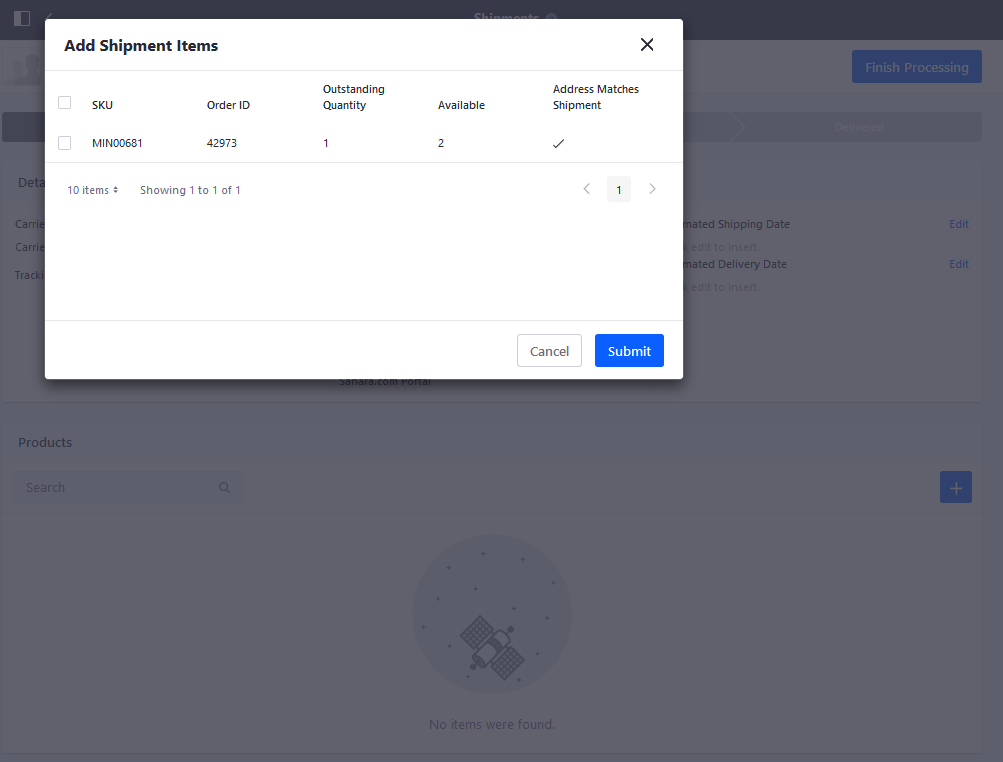 Shipments
Add Shipment Items
Finish Processing
SKU
Order ID
Outstanding
Quantity
Available
Address Matches
Shipment
Delivered
MIN00681
42973
1
2
10 items
Showing 1 to 1 of 1
1
Deta
Carrie
mated Shipping Date
Edit
Carrie
edit to insert.
mated Delivery Date
Edit
Tracki
edit to insert.
Cancel
Submit
Sahara.com Portal
Products
Search
No items were found.